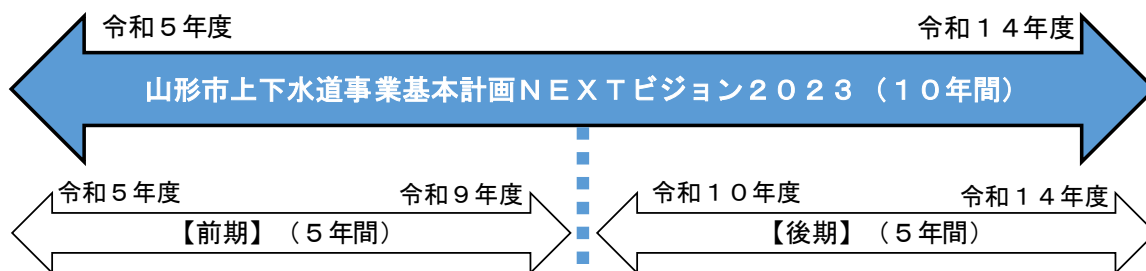 令和５年度 令和１４年度
山形市上下水道事業基本計画ＮＥＸＴビジョン２０２３（１０年間）
令和５年度 令和９年度 令和１０年度 令和１４年度
【前期】（５年間） 【後期】（５年間）